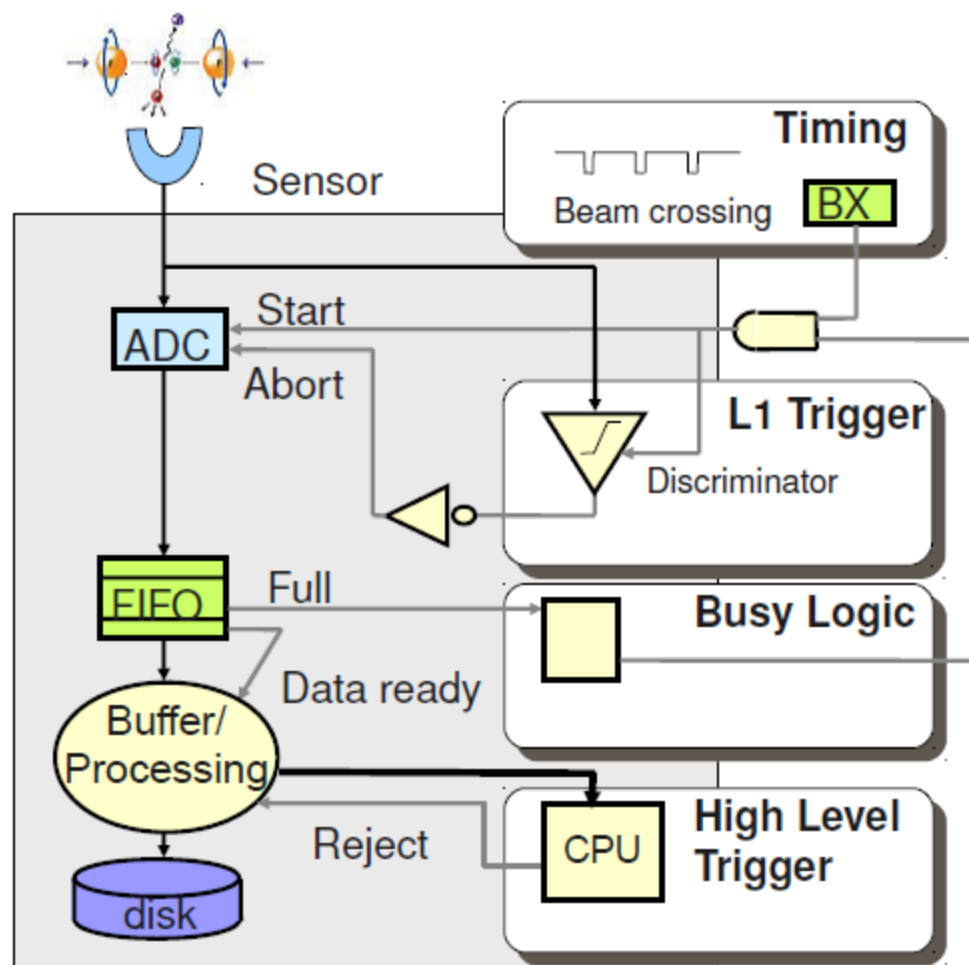 Timing
Sensor
Beam crossing
BX
Start
ADC
Abort
L1 Trigger
Discriminator
Full
FIFO
Busy Logic
Data ready
Buffer/
Processing
High Level
Trigger
Reject
CPU
disk